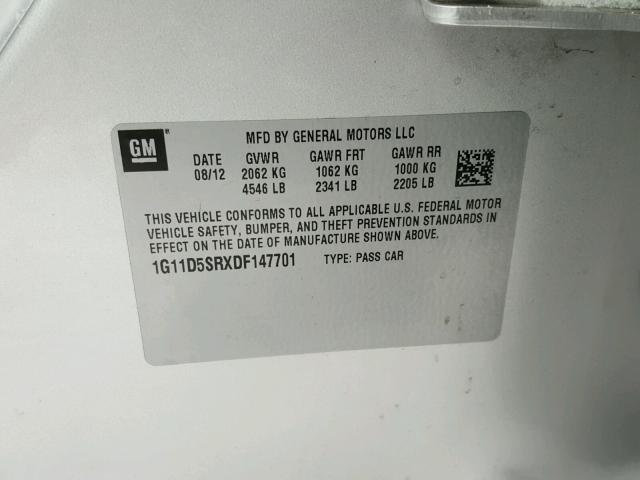 GM
MFD BY GENERAL MOTORS LLC
DATE GVWR GAWR FRT GAWR RR
08/12 2062 KG 1062 KG 1000 KG
4546 LB 2341 LB 2205 LB
THIS VEHICLE CONFORMS TO ALL APPLICABLE U.S. FEDERAL MOTOR
VEHICLE SAFETY, BUMPER, AND THEFT PREVENTION STANDARDS IN
EFFECT ON THE DATE OF MANUFACTURE SHOWN ABOVE.
1G11D5SRXDF147701 TYPE: PASS CAR